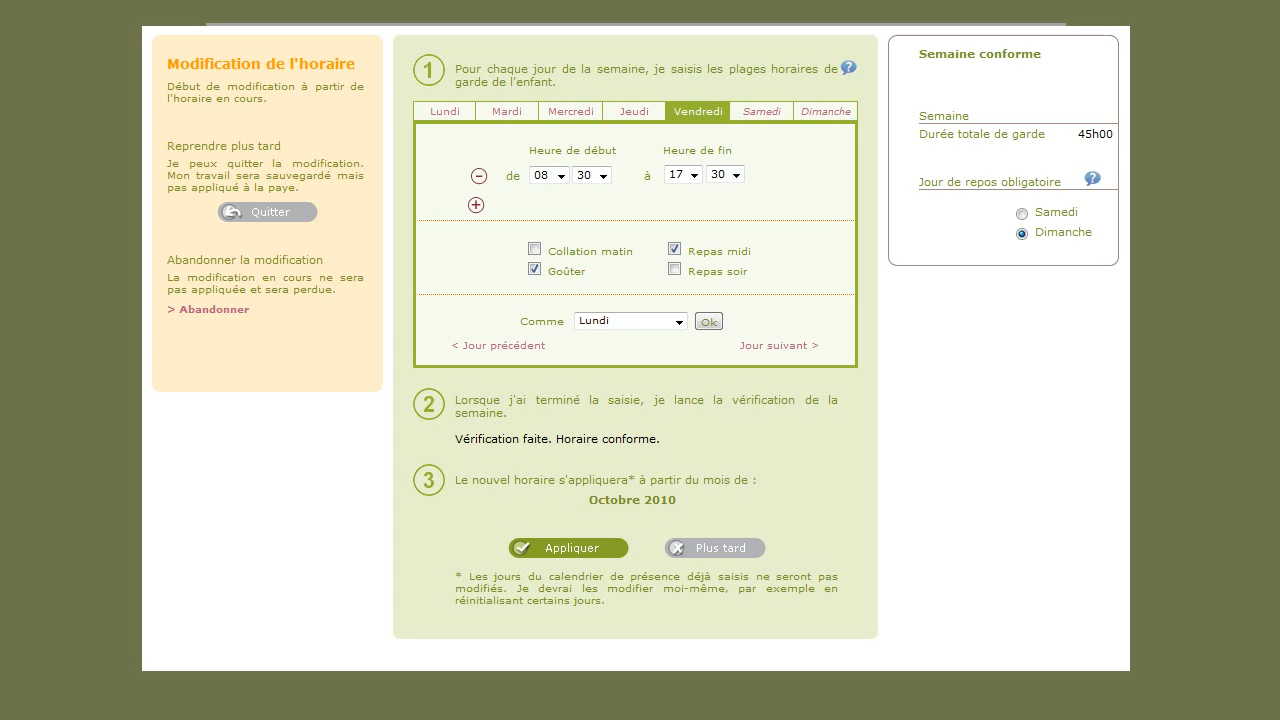 Modification de l'horaire
Début de modification à partir de
l'horaire en cours.
Reprendre plus tard
Je peux quitter la modification.
Mon travail sera sauvegardé mais
pas appliqué à la paye.
Quitter
Abandonner la modification
La modification en cours ne sera
pas appliquée et sera perdue.
> Abandonner
1 Pour chaque jour de la semaine, je saisis les plages horaires de ?
garde de l'enfant.
Lundi Mardi Mercredi Jeudi Vendredi Samedi Dimanche
Heure de début Heure de fin
de 08 30 à 17 30
Collation matin Repas midi
Goûter Repas soir
Comme Lundi Ok
< Jour précédent Jour suivant >
2 Lorsque j'ai terminé la saisie, je lance la vérification de la
semaine.
Vérification faite. Horaire conforme.
3 Le nouvel horaire s'appliquera* à partir du mois de :
Octobre 2010
Appliquer Plus tard
* Les jours du calendrier de présence déjà saisis ne seront pas
modifiés. Je devrai les modifier moi-même, par exemple en
réinitialisant certains jours.
Semaine conforme
Semaine
Durée totale de garde 45h00
Jour de repos obligatoire ?
Samedi
Dimanche